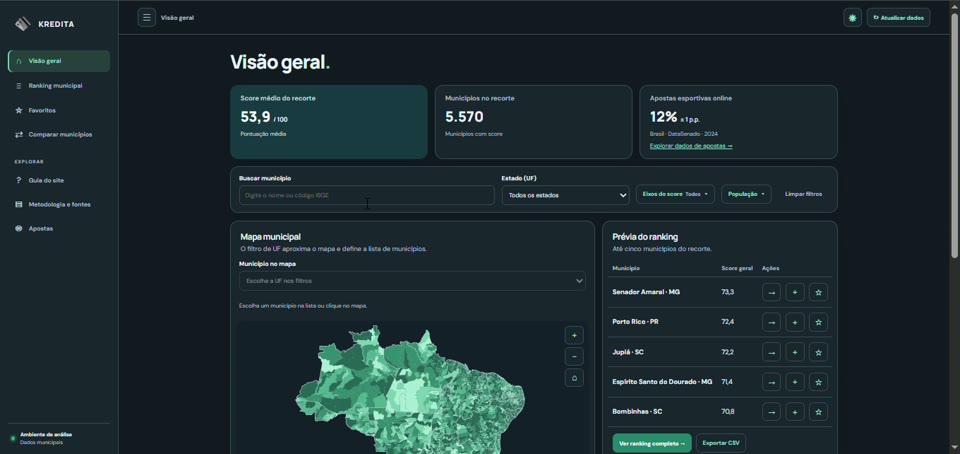 KREDITA
Visão geral
Atualizar dados
Visão geral
Ranking municipal
Favoritos
Comparar municípios
EXPLORAR
Guia do site
Metodologia e fontes
Apostas
Ambiente de análise
Dados municipais
Visão geral.
Score médio do recorte
53,9 / 100
Pontuação média
Municípios no recorte
5.570
Municípios com score
Apostas esportivas online
12% ± 1 p.p.
Brasil · DataSenado · 2024
Explorar dados de apostas →
Buscar município
Digite o nome ou código IBGE
Estado (UF)
Todos os estados
Eixos do score Todos
População
Limpar filtros
Mapa municipal
O filtro de UF aproxima o mapa e define a lista de municípios.
Município no mapa
Escolha a UF nos filtros
Escolha um município na lista ou clique no mapa.
+
−
Prévia do ranking
Até cinco municípios do recorte.
Município Score geral Ações
Senador Amaral · MG 73,3 → + ☆
Porto Rico · PR 72,4 → + ☆
Jupiá · SC 72,2 → + ☆
Espírito Santo do Dourado · MG 71,4 → + ☆
Bombinhas · SC 70,8 → + ☆
Ver ranking completo →
Exportar CSV